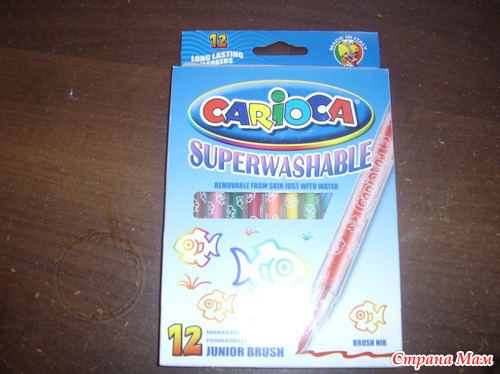 12
LONG LASTING
MARKERS
MADE IN ITALY
CARIOCA
SUPERWASHABLE
REMOVABLE FROM SKIN JUST WITH WATER
12
MARKERS
PENNARELLI
JUNIOR BRUSH
BRUSH NIB
Страна Мам